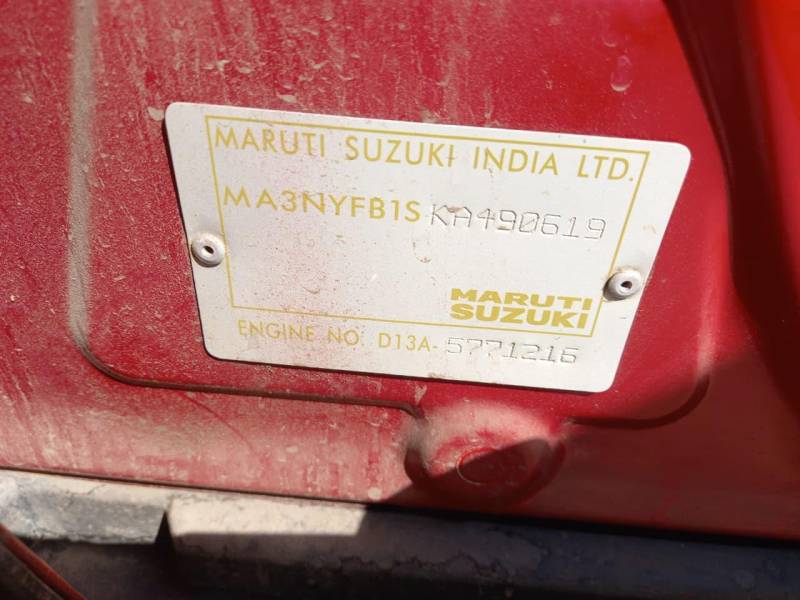 MARUTI SUZUKI INDIA LTD.
MA3NYFB1SKA490619
MARUTI
SUZUKI
ENGINE NO. D13A-5771216